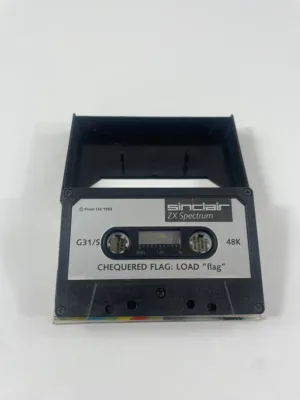 sinclair
ZX Spectrum
© Psion Ltd 1983
G31/S
48K
CHEQUERED FLAG: LOAD "flag"